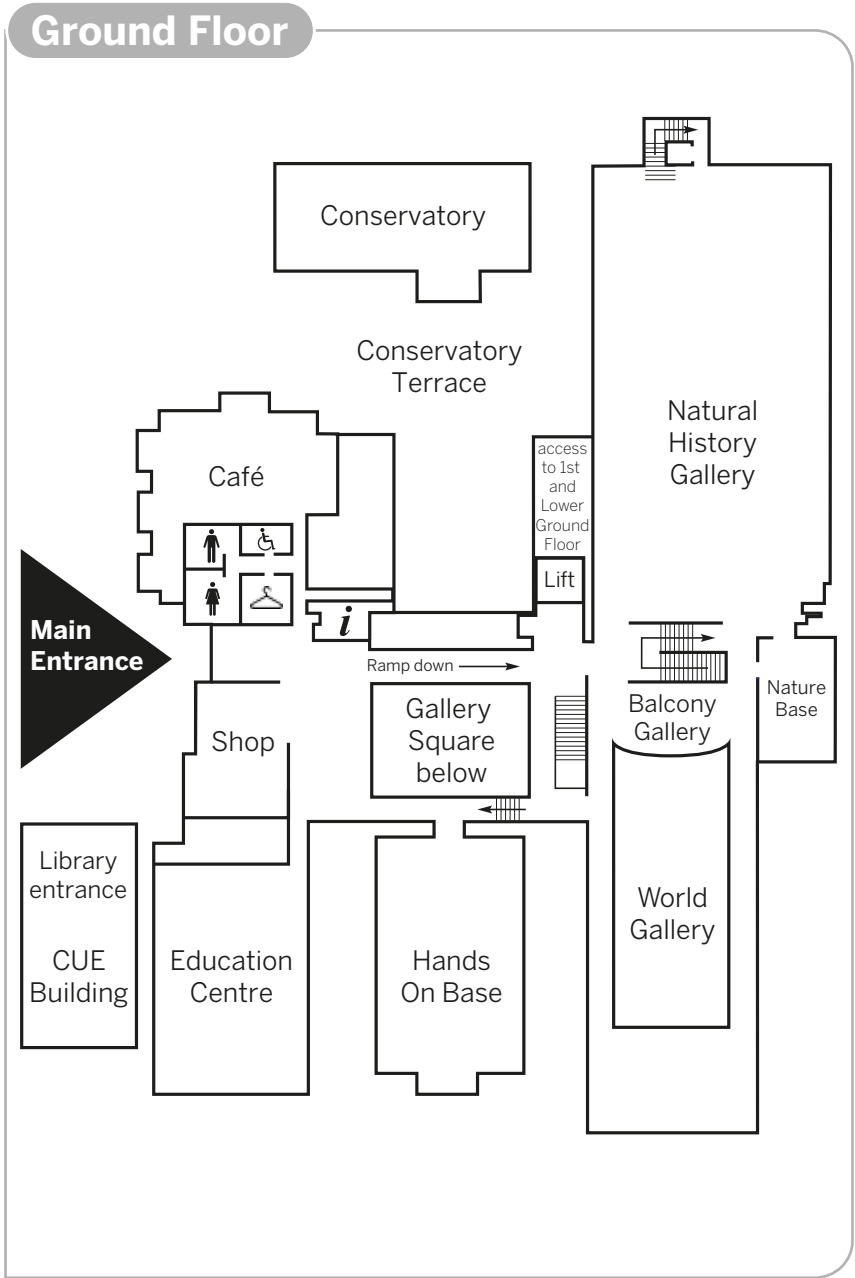 Ground Floor
Conservatory
Conservatory
Terrace
Natural
History
Gallery
access
to 1st
and
Lower
Ground
Floor
Café
Lift
Main
Entrance
i
Ramp down
Gallery
Square
below
Balcony
Gallery
Nature
Base
Shop
Library
entrance
CUE
Building
Education
Centre
Hands
On Base
World
Gallery